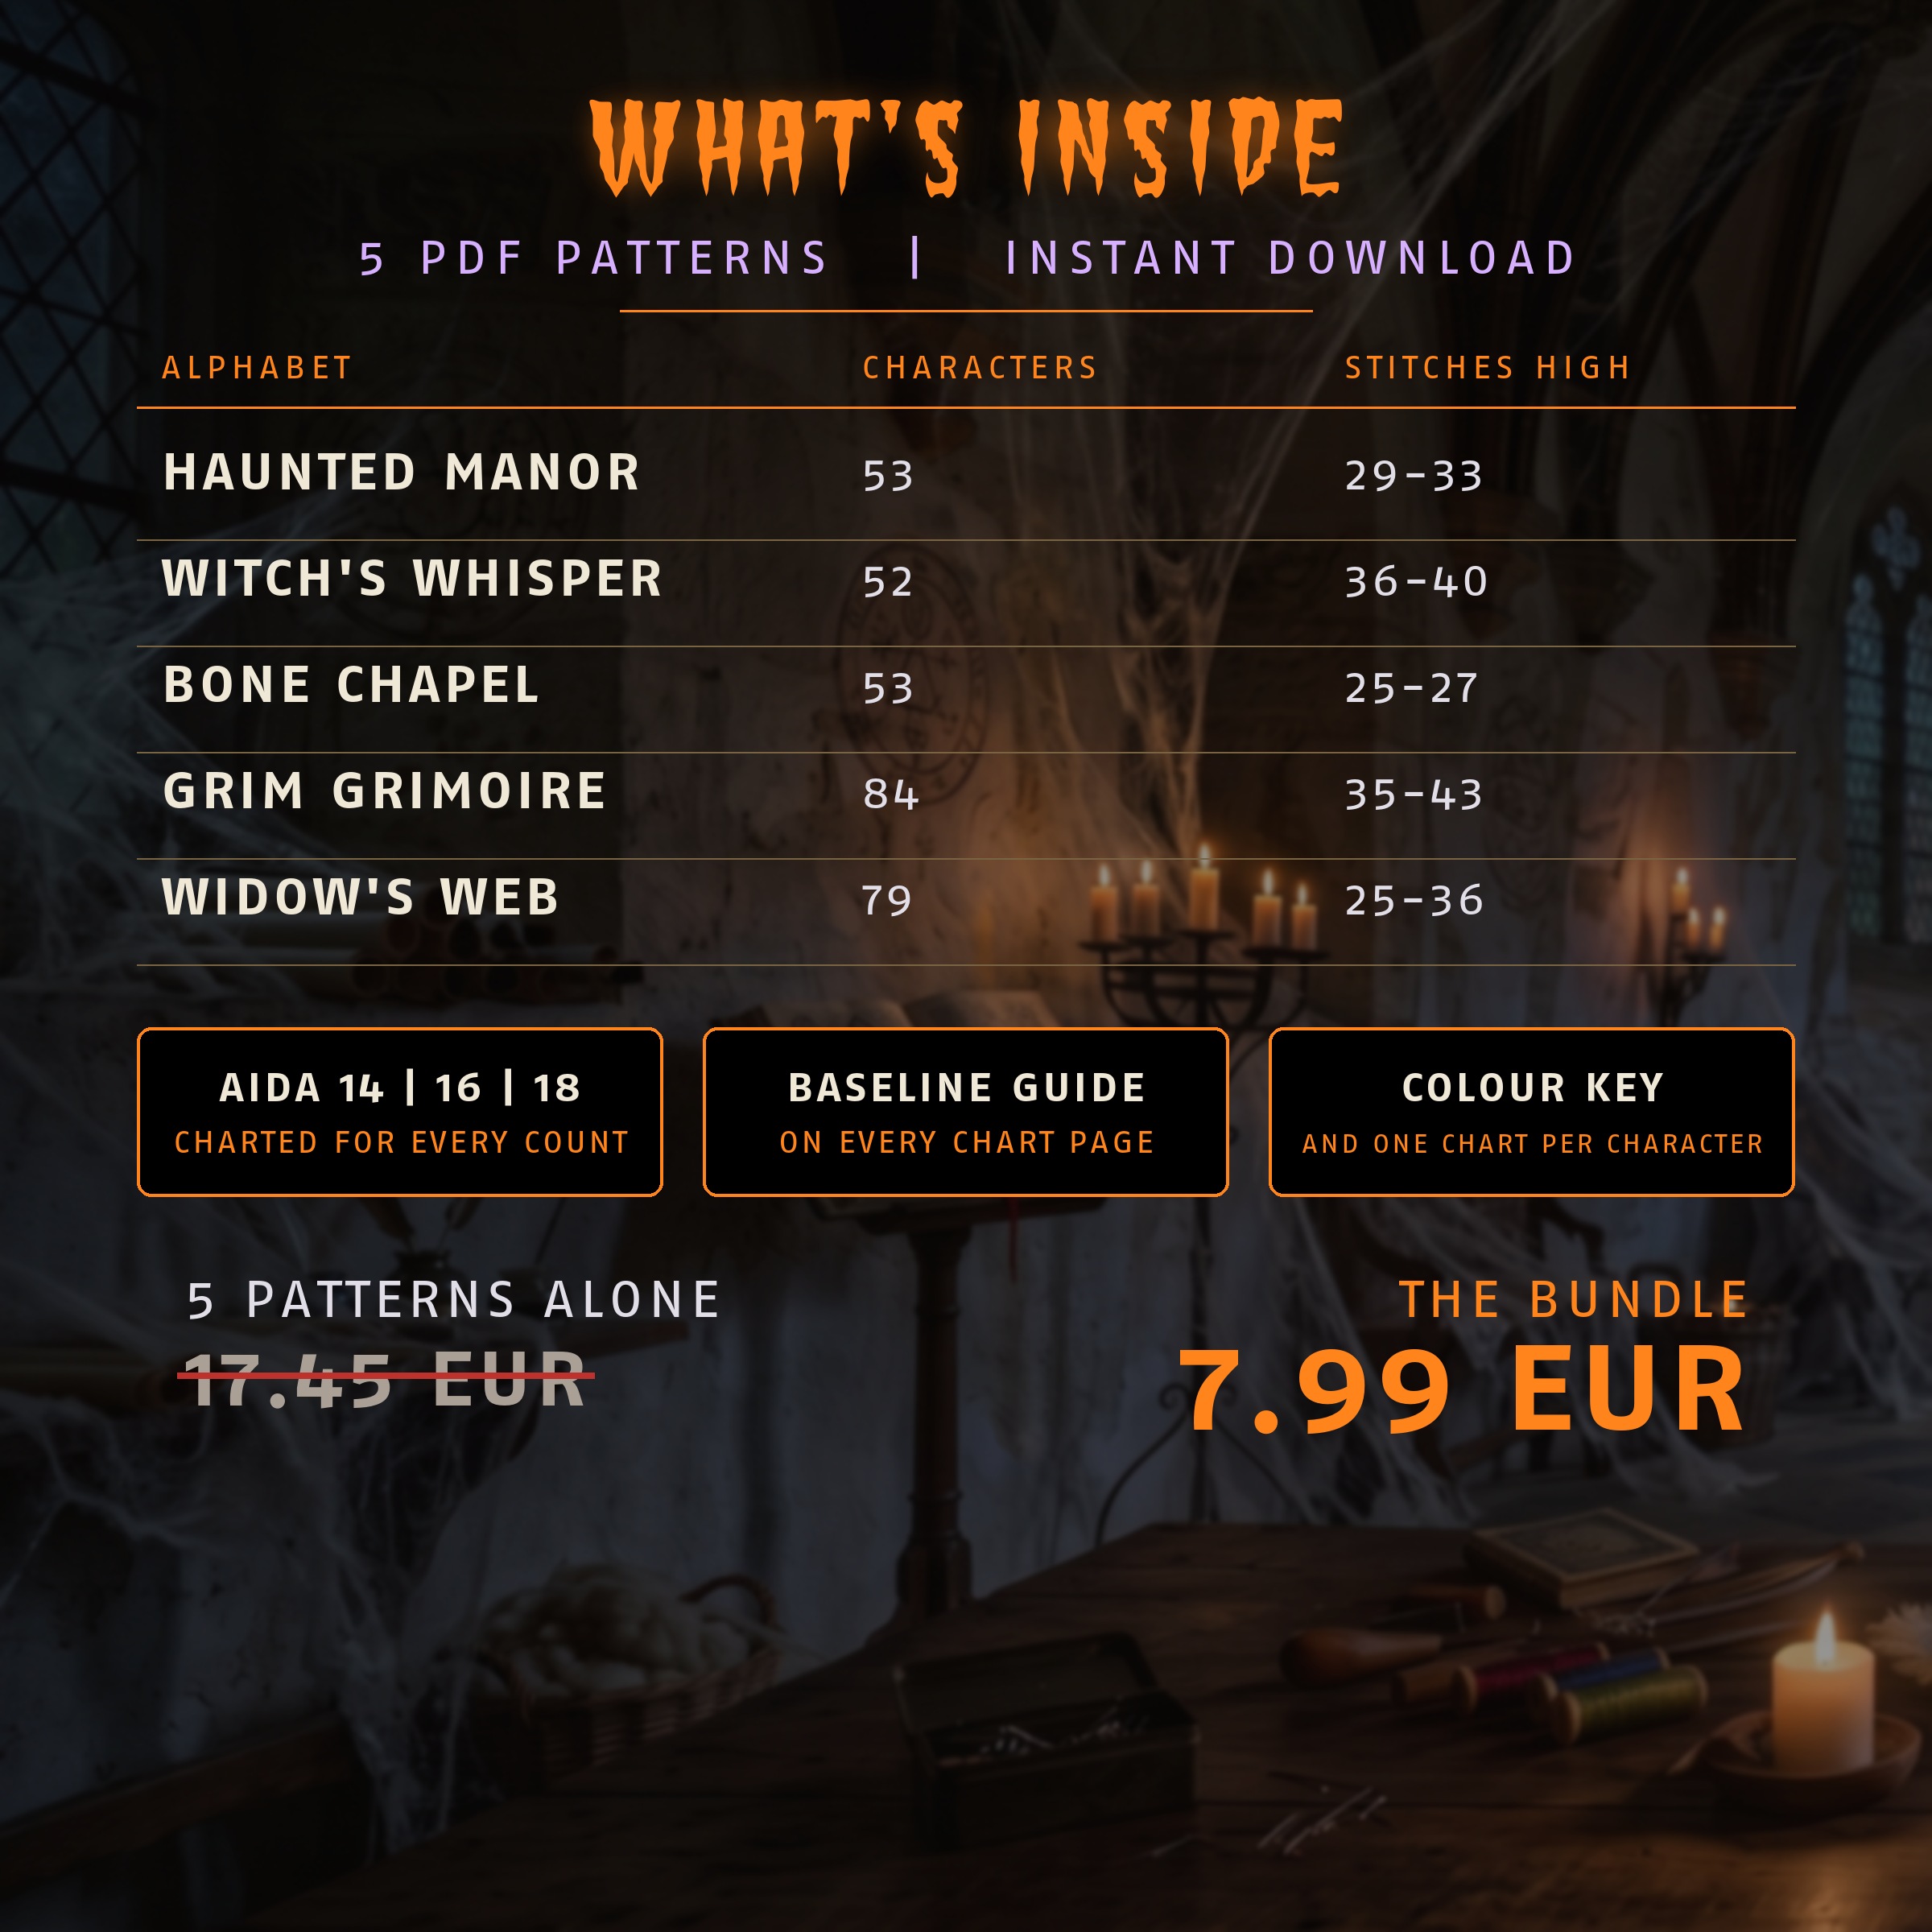 WHAT'S INSIDE
5 PDF PATTERNS | INSTANT DOWNLOAD
ALPHABET CHARACTERS STITCHES HIGH
HAUNTED MANOR 53 29-33
WITCH'S WHISPER 52 36-40
BONE CHAPEL 53 25-27
GRIM GRIMOIRE 84 35-43
WIDOW'S WEB 79 25-36
AIDA 14 | 16 | 18
CHARTED FOR EVERY COUNT
BASELINE GUIDE
ON EVERY CHART PAGE
COLOUR KEY
AND ONE CHART PER CHARACTER
5 PATTERNS ALONE
17.45 EUR
THE BUNDLE
7.99 EUR